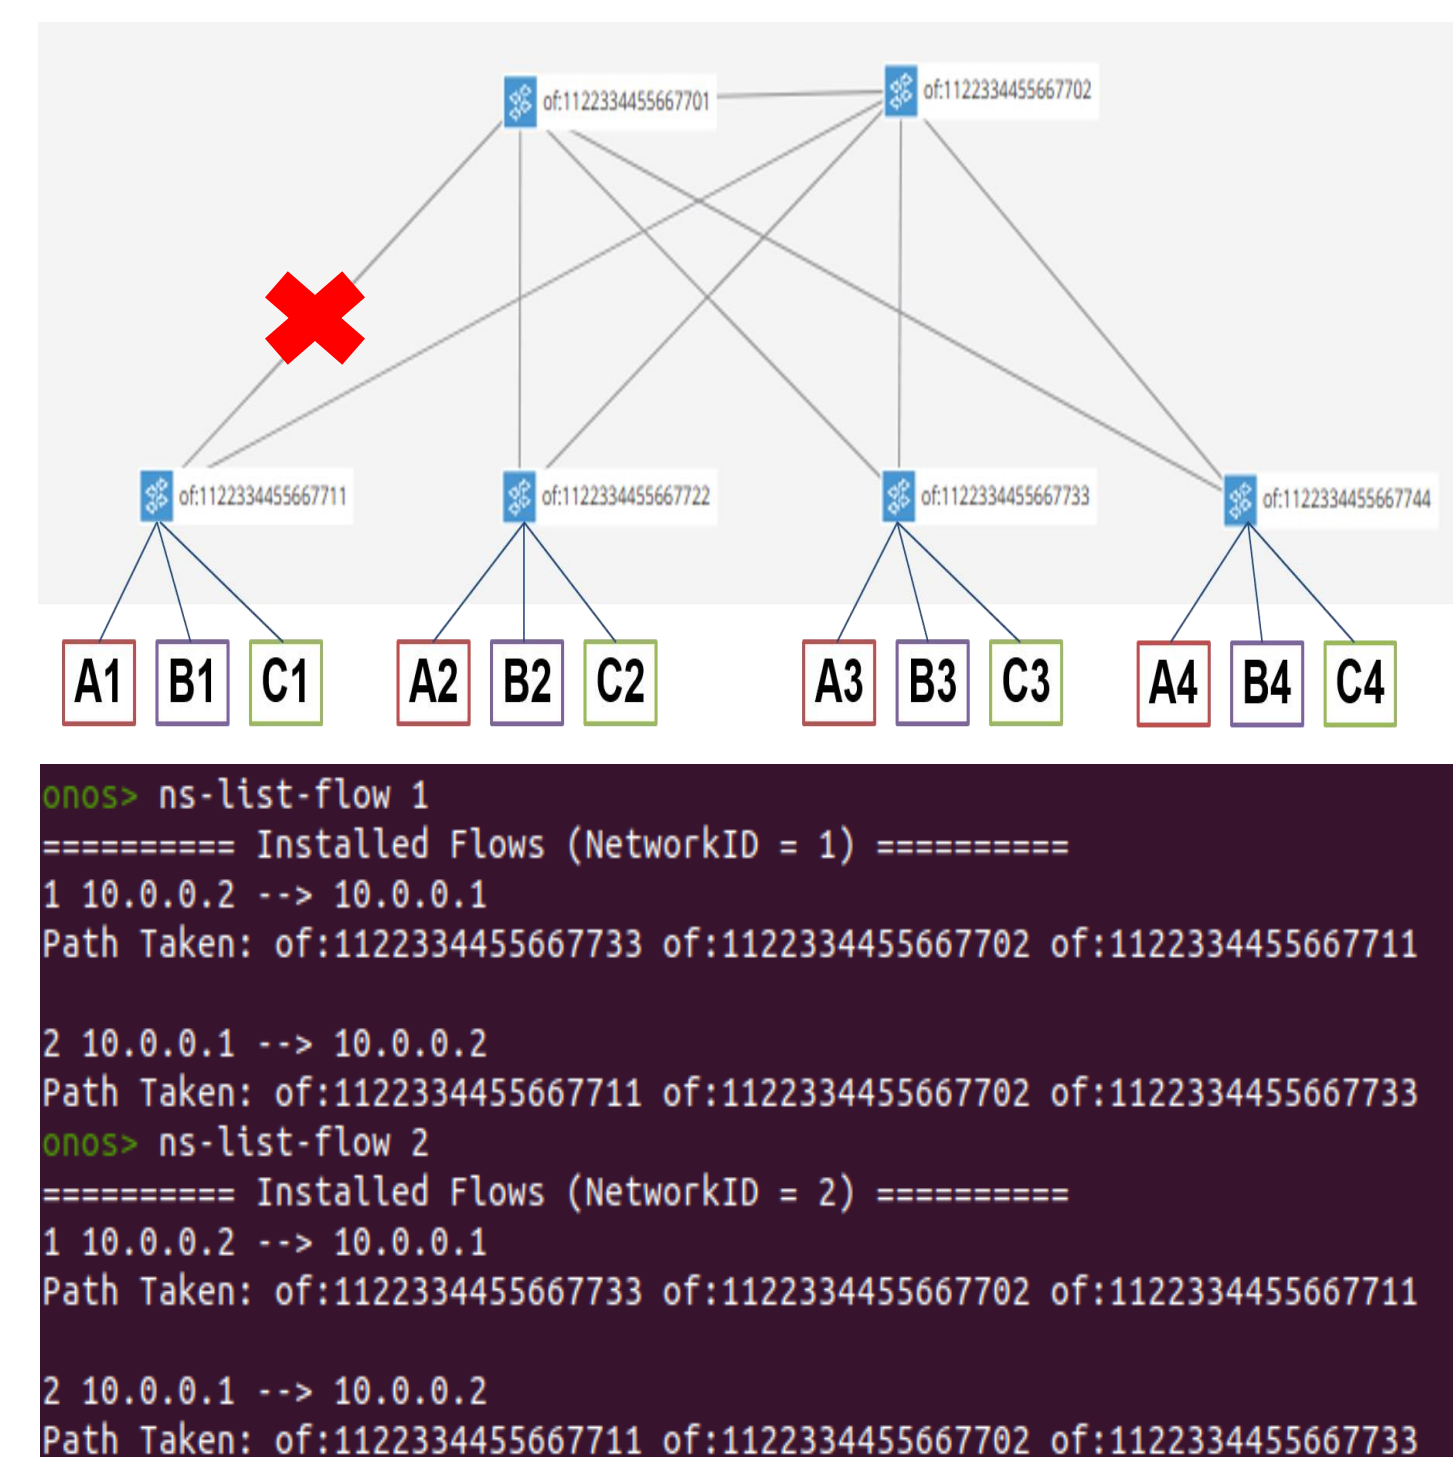 of:1122334455667701
of:1122334455667702
of:1122334455667711
of:1122334455667722
of:1122334455667733
of:1122334455667744
A1 B1 C1 A2 B2 C2 A3 B3 C3 A4 B4 C4
onos> ns-list-flow 1
========== Installed Flows (NetworkID = 1) ==========
1 10.0.0.2 --> 10.0.0.1
Path Taken: of:1122334455667733 of:1122334455667702 of:1122334455667711
2 10.0.0.1 --> 10.0.0.2
Path Taken: of:1122334455667711 of:1122334455667702 of:1122334455667733
onos> ns-list-flow 2
========== Installed Flows (NetworkID = 2) ==========
1 10.0.0.2 --> 10.0.0.1
Path Taken: of:1122334455667733 of:1122334455667702 of:1122334455667711
2 10.0.0.1 --> 10.0.0.2
Path Taken: of:1122334455667711 of:1122334455667702 of:1122334455667733